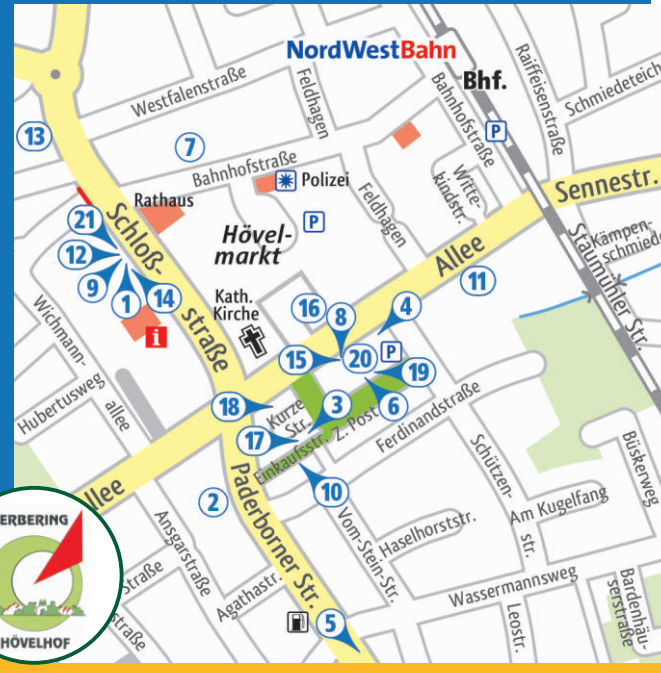 NordWestBahn
Bhf.
Raiffeisenstraße
Schmiedeteich
Westfalenstraße
Feldhagen
Bahnhofstraße
P
13
7
Bahnhofstraße
Polizei
Witte-
kindstr.
Sennestr.
Rathaus
Feldhagen
21
Schloß-
straße
Hövel-
markt
P
Allee
Kämpen-
schmiede
Staumühler Str.
12
9
1
14
11
Kath.
Kirche
16
8
4
i
Wichmann-
allee
15
20
P
19
Hubertusweg
18
Kurze
Str.
3
6
Ferdinandstraße
17
Einkaufsstr.
Z. Post
Allee
2
10
Paderborner Str.
Schützen-
str.
Büskerweg
Am Kugelfang
Vom-Stein-Str.
Haselhorststr.
Ansgarstraße
Agathastr.
Wassermannsweg
Leostr.
Bardenhäu-
serstraße
5
ERBERING
HÖVELHOF
Straße
straße